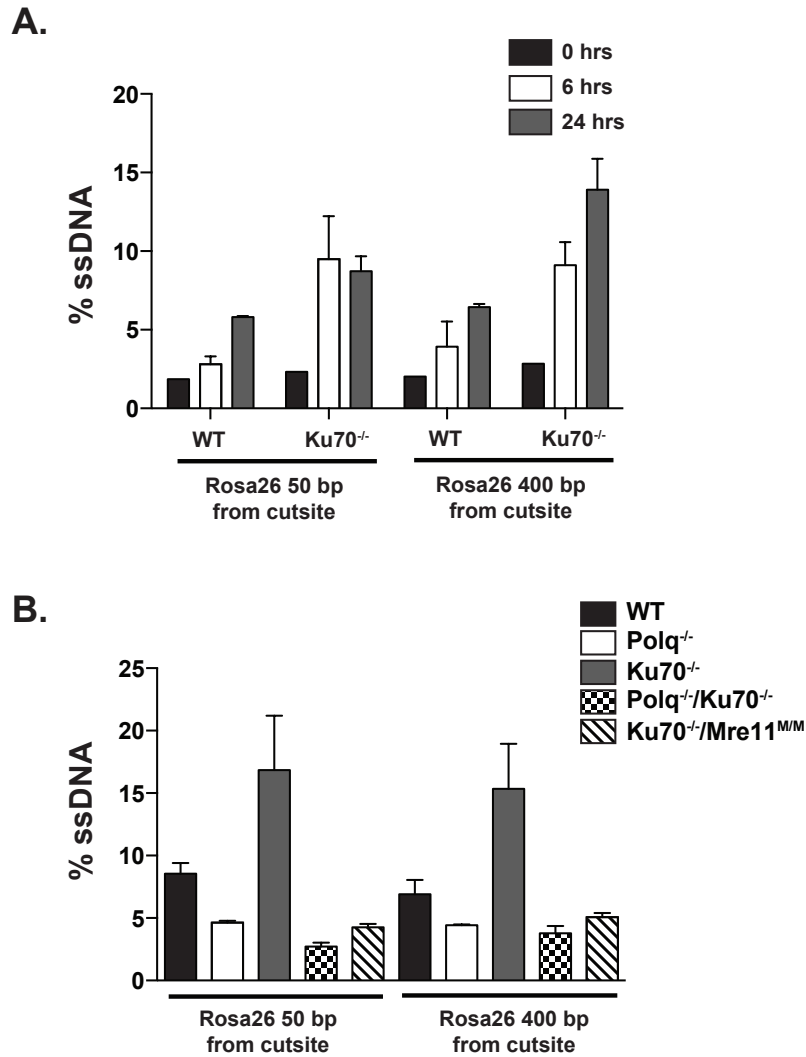 A.
0 hrs
6 hrs
24 hrs
20
15
10
5
0
% ssDNA
WT Ku70-/- WT Ku70-/-
Rosa26 50 bp
from cutsite
Rosa26 400 bp
from cutsite
B.
WT
Polq-/-
Ku70-/-
Polq-/-/Ku70-/-
Ku70-/-/Mre11M/M
25
20
15
10
5
0
% ssDNA
Rosa26 50 bp
from cutsite
Rosa26 400 bp
from cutsite